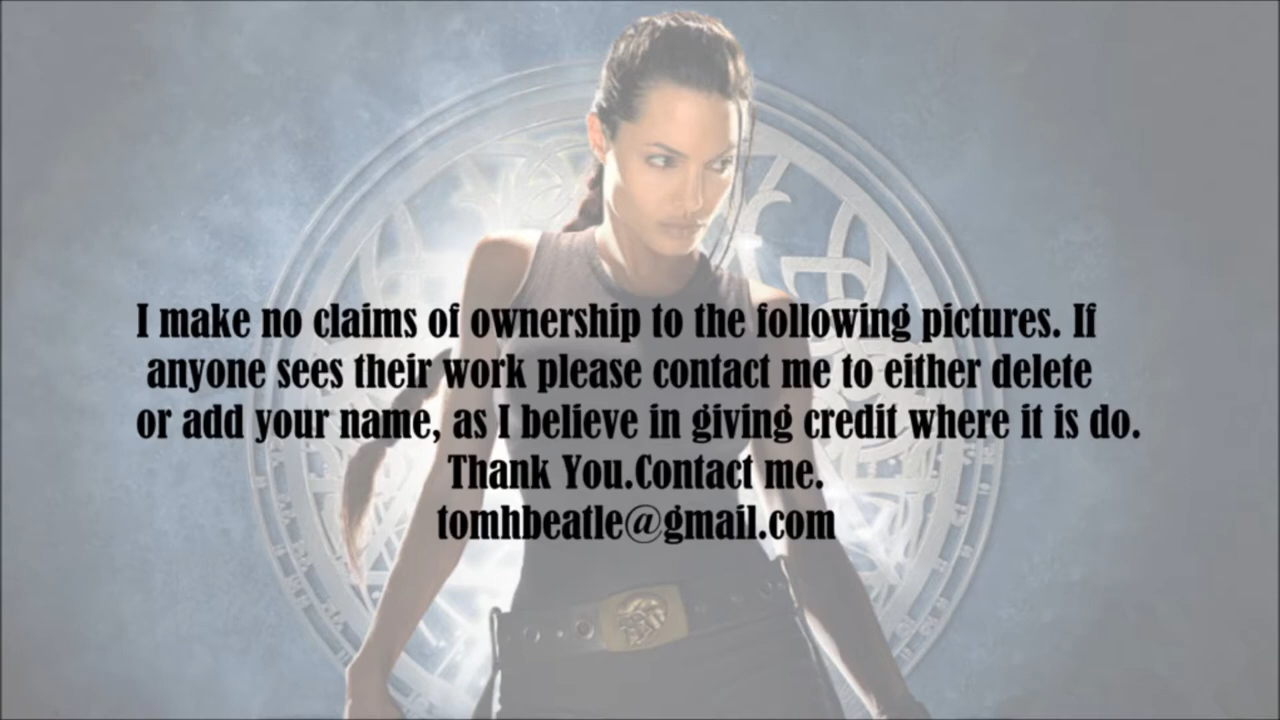 I make no claims of ownership to the following pictures. If
anyone sees their work please contact me to either delete
or add your name, as I believe in giving credit where it is do.
Thank You.Contact me.
tomhbeatle@gmail.com